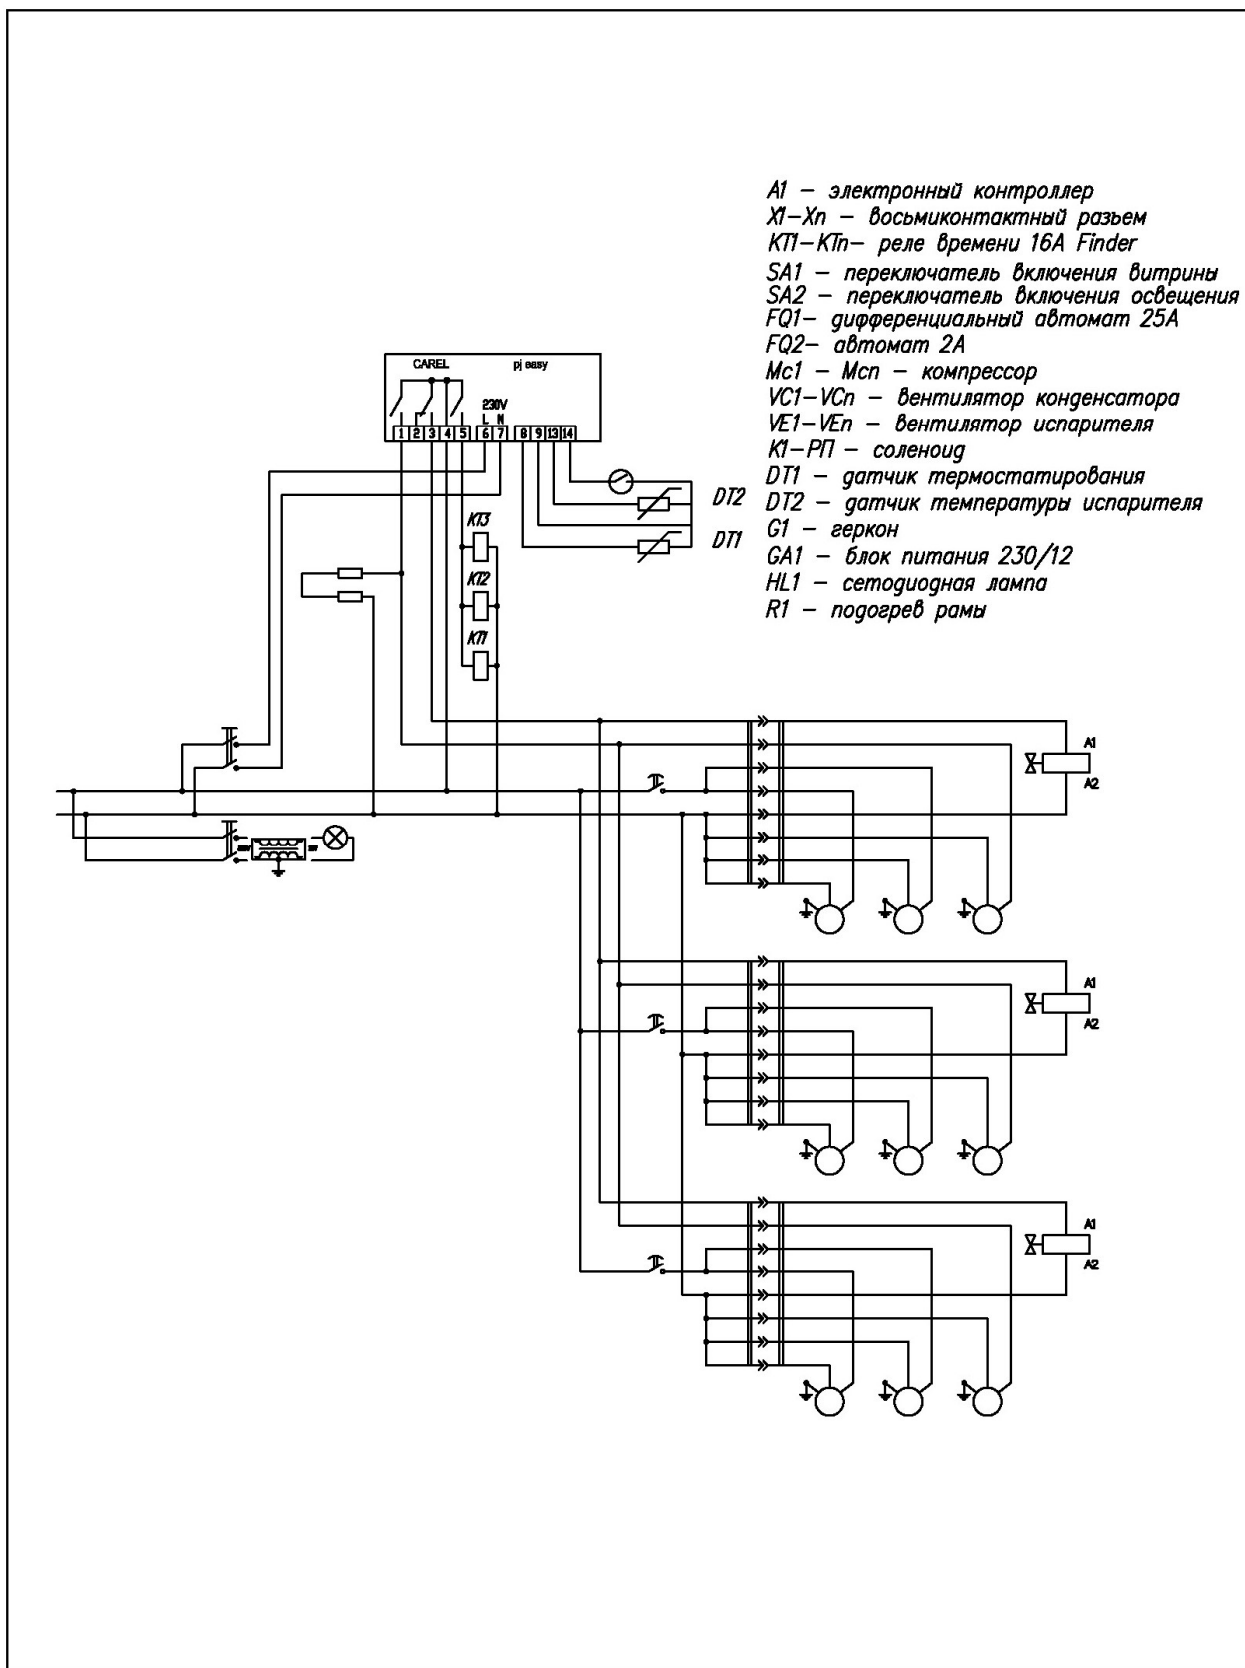 A1 – электронный контроллер
X1-Xn – восьмиконтактный разьем
KT1-KTn- реле времени 16A Finder
SA1 – переключатель включения витрины
SA2 – переключатель включения освещения
FQ1- дифференциальный автомат 25A
FQ2- автомат 2A
Mc1 - Mcn - компрессор
VC1-VCn – вентилятор конденсатора
VE1-VEn – вентилятор испарителя
K1-РП – соленоид
DT1 – датчик термостатирования
DT2 – датчик температуры испарителя
G1 – геркон
GA1 – блок питания 230/12
HL1 – сетодиодная лампа
R1 – подогрев рамы
CAREL pj easy
230V
L N
1 2 3 4 5 6 7 8 9 13 14
DT2
DT1
KT3
KT2
KT1
A1
A2
A1
A2
A1
A2